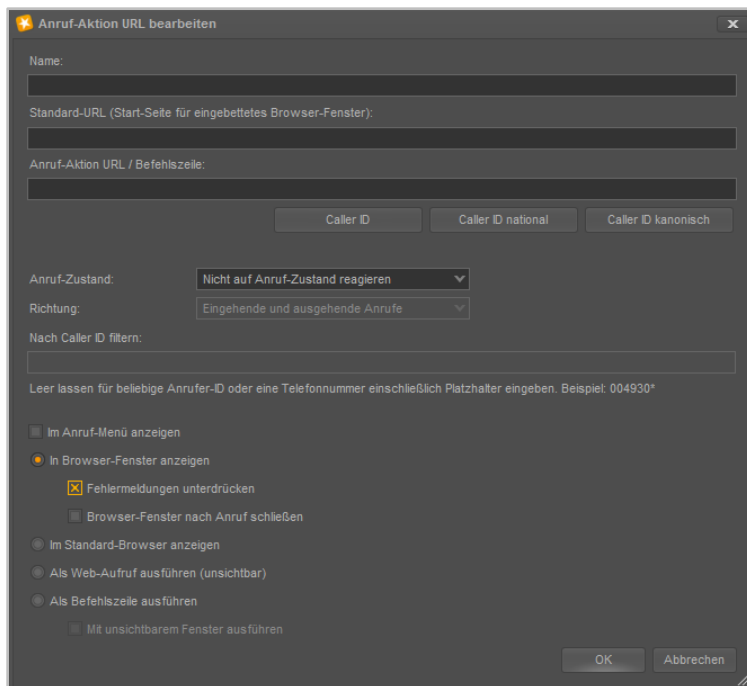 Anruf-Aktion URL bearbeiten
Name:
Standard-URL (Start-Seite für eingebettetes Browser-Fenster):
Anruf-Aktion URL / Befehlszeile:
Caller ID Caller ID national Caller ID kanonisch
Anruf-Zustand: Nicht auf Anruf-Zustand reagieren
Richtung: Eingehende und ausgehende Anrufe
Nach Caller ID filtern:
Leer lassen für beliebige Anrufer-ID oder eine Telefonnummer einschließlich Platzhalter eingeben. Beispiel: 004930*
Im Anruf-Menü anzeigen
In Browser-Fenster anzeigen
Fehlermeldungen unterdrücken
Browser-Fenster nach Anruf schließen
Im Standard-Browser anzeigen
Als Web-Aufruf ausführen (unsichtbar)
Als Befehlszeile ausführen
Mit unsichtbarem Fenster ausführen
OK Abbrechen